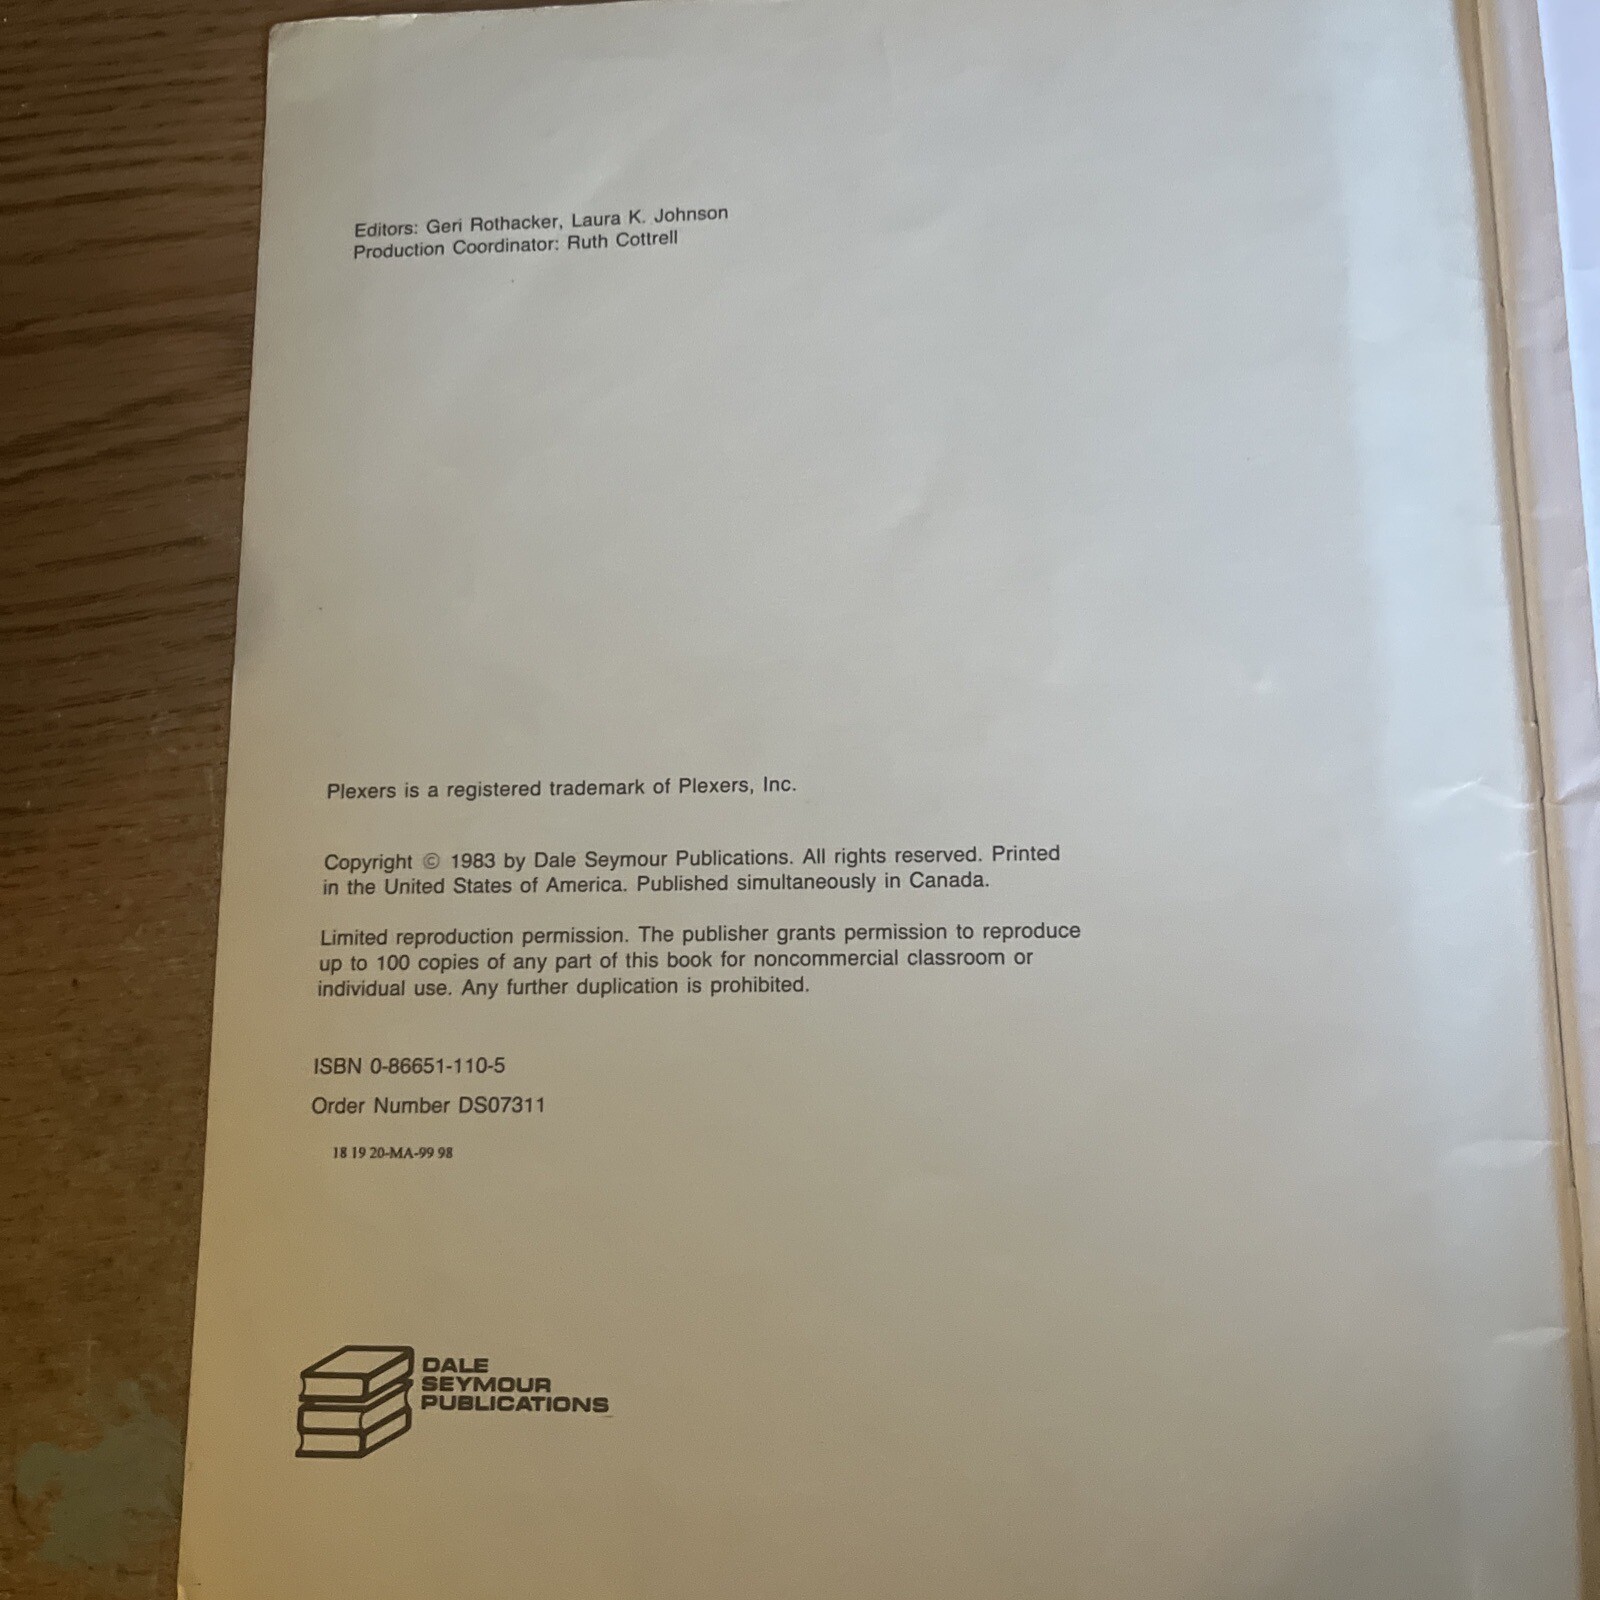 Editors: Geri Rothacker, Laura K. Johnson
Production Coordinator: Ruth Cottrell
Plexers is a registered trademark of Plexers, Inc.
Copyright © 1983 by Dale Seymour Publications. All rights reserved. Printed
in the United States of America. Published simultaneously in Canada.
Limited reproduction permission. The publisher grants permission to reproduce
up to 100 copies of any part of this book for noncommercial classroom or
individual use. Any further duplication is prohibited.
ISBN 0-86651-110-5
Order Number DS07311
18 19 20-MA-99 98
DALE
SEYMOUR
PUBLICATIONS